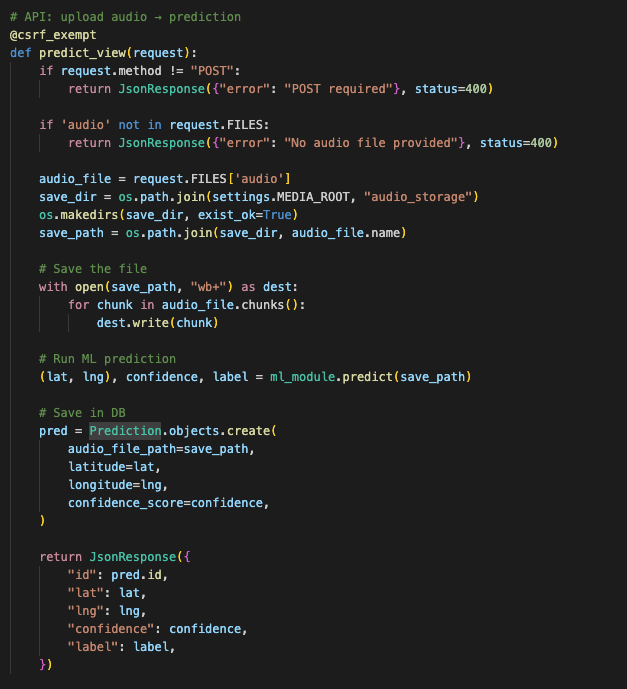 # API: upload audio → prediction
@csrf_exempt
def predict_view(request):
    if request.method != "POST":
        return JsonResponse({"error": "POST required"}, status=400)

    if 'audio' not in request.FILES:
        return JsonResponse({"error": "No audio file provided"}, status=400)

    audio_file = request.FILES['audio']
    save_dir = os.path.join(settings.MEDIA_ROOT, "audio_storage")
    os.makedirs(save_dir, exist_ok=True)
    save_path = os.path.join(save_dir, audio_file.name)

    # Save the file
    with open(save_path, "wb+") as dest:
        for chunk in audio_file.chunks():
            dest.write(chunk)

    # Run ML prediction
    (lat, lng), confidence, label = ml_module.predict(save_path)

    # Save in DB
    pred = Prediction.objects.create(
        audio_file_path=save_path,
        latitude=lat,
        longitude=lng,
        confidence_score=confidence,
    )

    return JsonResponse({
        "id": pred.id,
        "lat": lat,
        "lng": lng,
        "confidence": confidence,
        "label": label,
    })